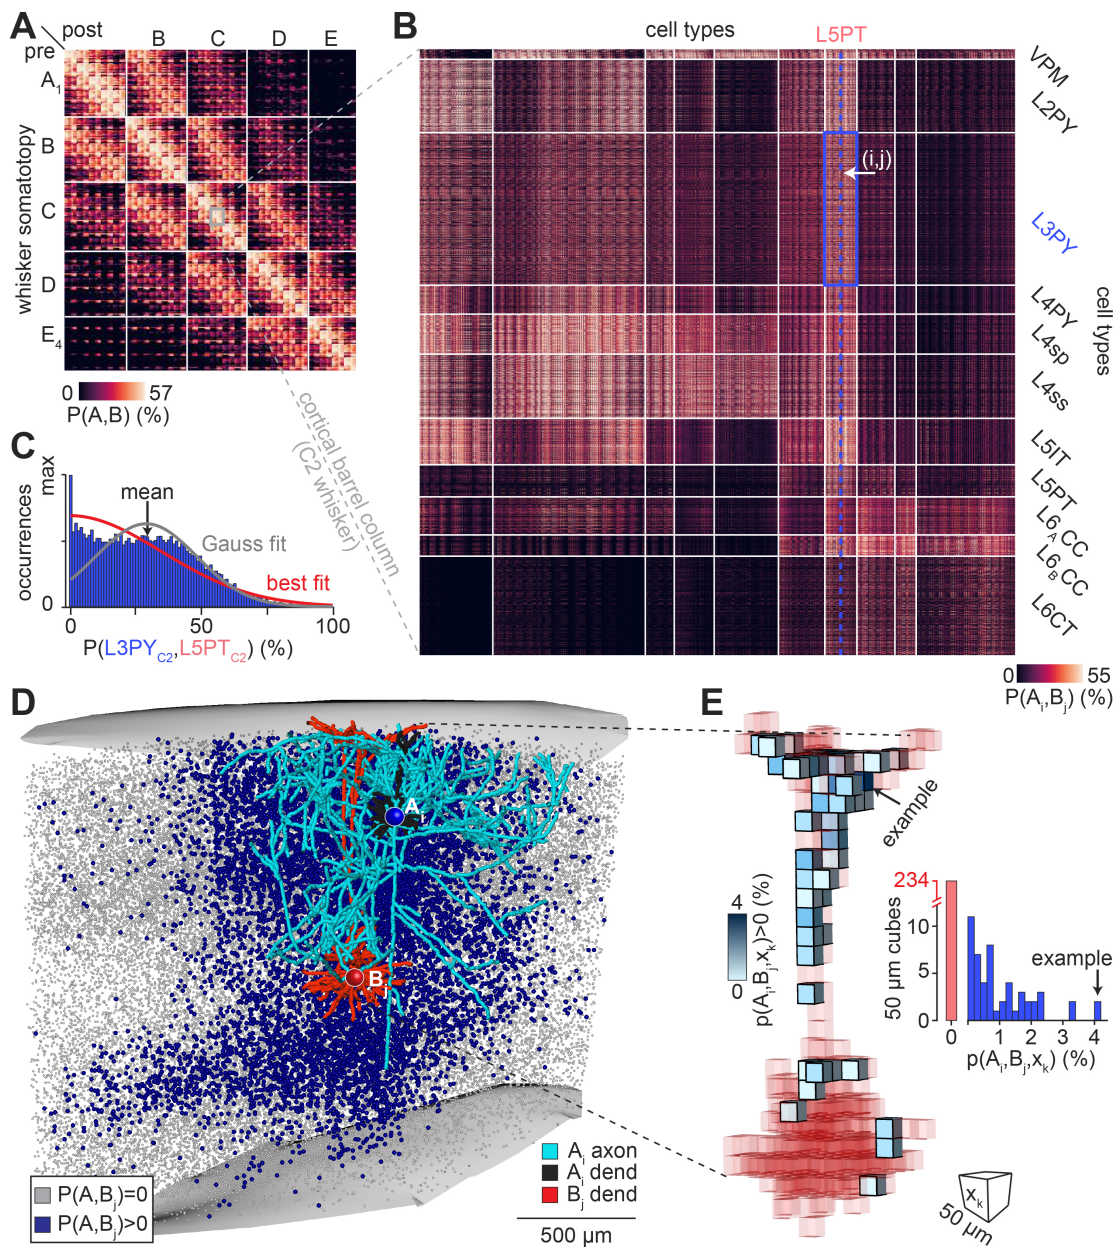 A
post
pre
B
C
D
E
A1
B
C
D
E4
whisker somatotopy
0
57
P(A,B) (%)
B
cell types
L5PT
(i,j)
VPM
L2PY
L3PY
L4PY
L4sp
L4ss
L5IT
L5PT
L6ACC
L6BCC
L6CT
cell types
0
55
P(Ai,Bj) (%)
cortical barrel column
(C2 whisker)
C
max
occurrences
0
mean
Gauss fit
best fit
0
50
100
P(L3PYC2,L5PTC2) (%)
D
Ai
Bj
P(A,Bj)=0
P(A,Bj)>0
Ai axon
Ai dend
Bj dend
500 µm
E
example
4
0
p(Ai,Bj,xk)>0 (%)
234
10
5
0
50 µm cubes
example
0
1
2
3
4
p(Ai,Bj,xk) (%)
xk
50 µm